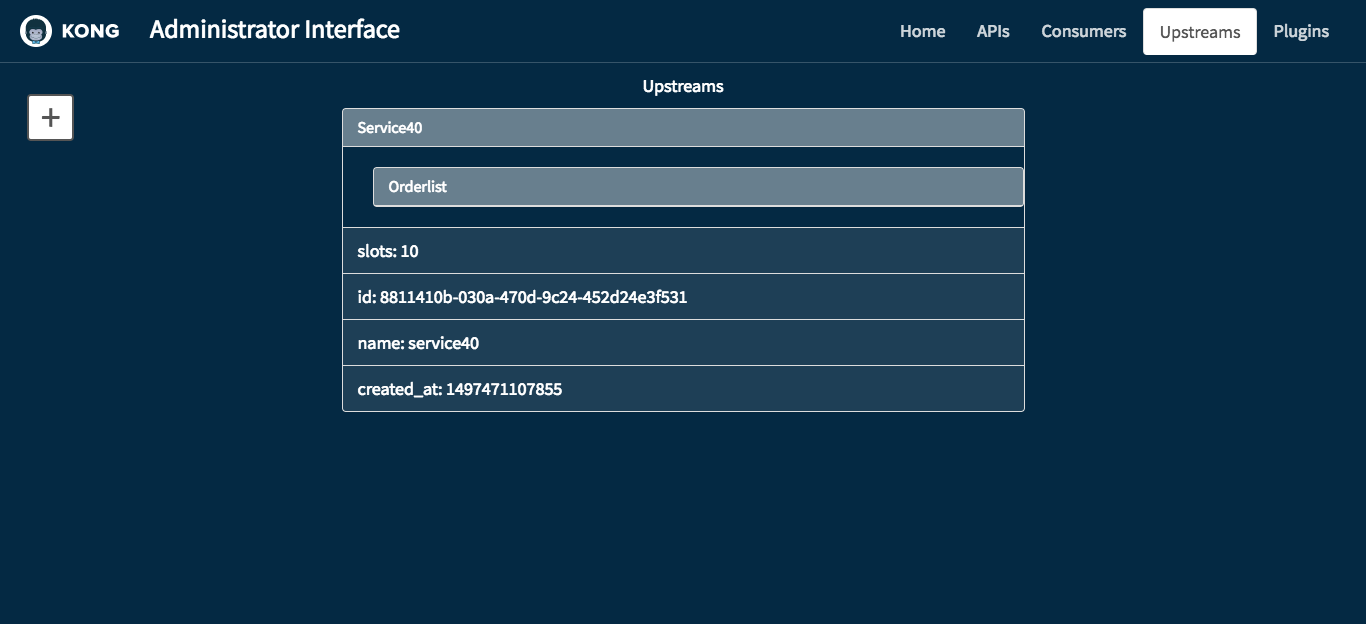 KONG Administrator Interface Home APIs Consumers Upstreams Plugins
Upstreams
+
Service40
Orderlist
slots: 10
id: 8811410b-030a-470d-9c24-452d24e3f531
name: service40
created_at: 1497471107855